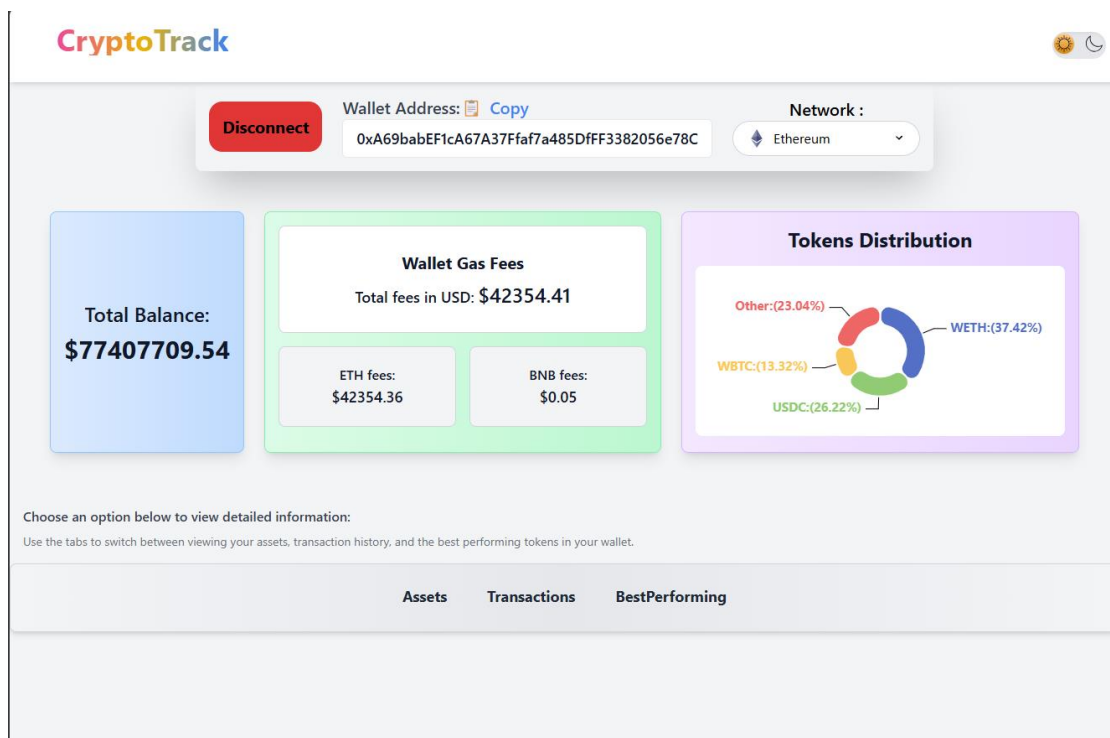 CryptoTrack
Disconnect
Wallet Address: 📋 Copy
0xA69babEF1cA67A37Ffaf7a485DfFF3382056e78C
Network :
Ethereum
Total Balance:
$77407709.54
Wallet Gas Fees
Total fees in USD: $42354.41
ETH fees:
$42354.36
BNB fees:
$0.05
Tokens Distribution
Other:(23.04%)
WETH:(37.42%)
WBTC:(13.32%)
USDC:(26.22%)
Choose an option below to view detailed information:
Use the tabs to switch between viewing your assets, transaction history, and the best performing tokens in your wallet.
Assets
Transactions
BestPerforming